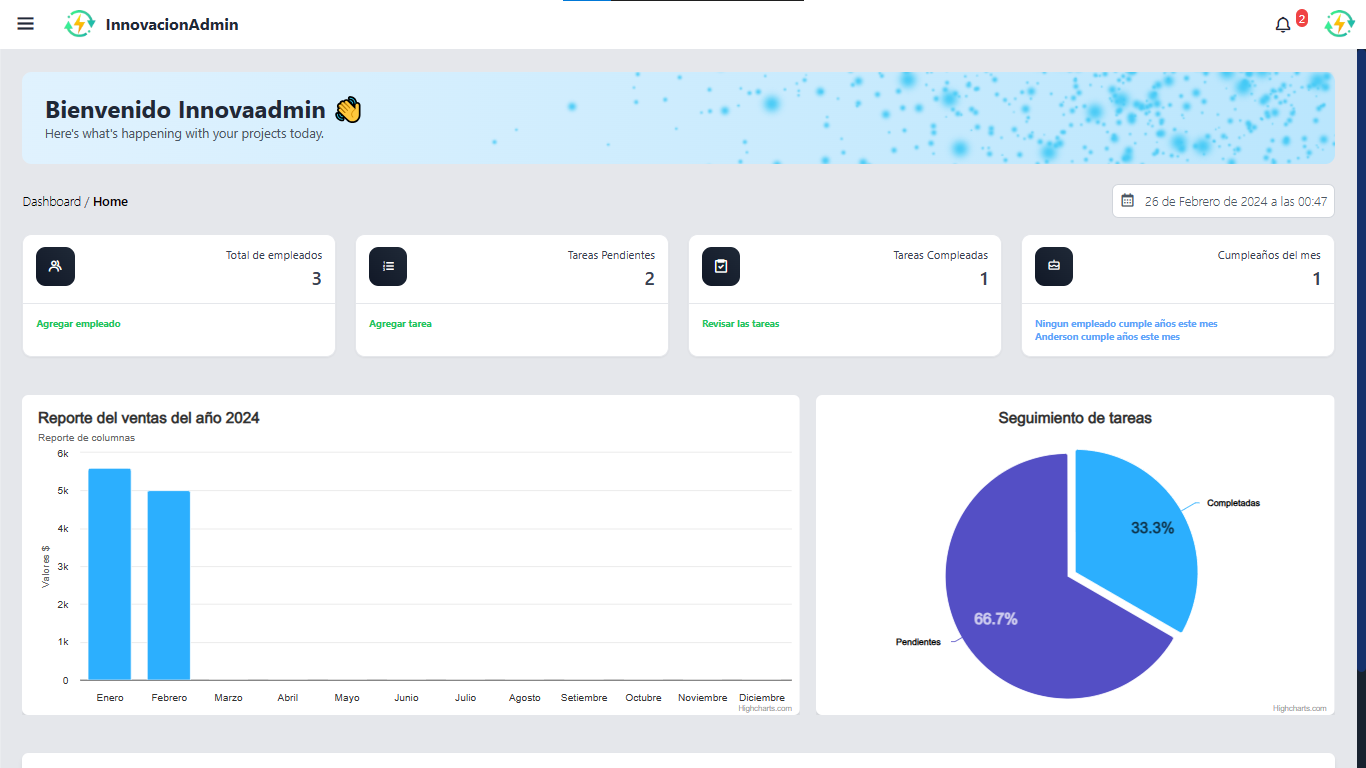 InnovacionAdmin
2
Bienvenido Innovaadmin 👋
Here's what's happening with your projects today.
Dashboard / Home
26 de Febrero de 2024 a las 00:47
Total de empleados
3
Agregar empleado
Tareas Pendientes
2
Agregar tarea
Tareas Compleadas
1
Revisar las tareas
Cumpleaños del mes
1
Ningun empleado cumple años este mes
Anderson cumple años este mes
Reporte del ventas del año 2024
Reporte de columnas
Valores $
6k
5k
4k
3k
2k
1k
0
Enero Febrero Marzo Abril Mayo Junio Julio Agosto Setiembre Octubre Noviembre Diciembre
Highcharts.com
Seguimiento de tareas
Completadas
33.3%
66.7%
Pendientes
Highcharts.com